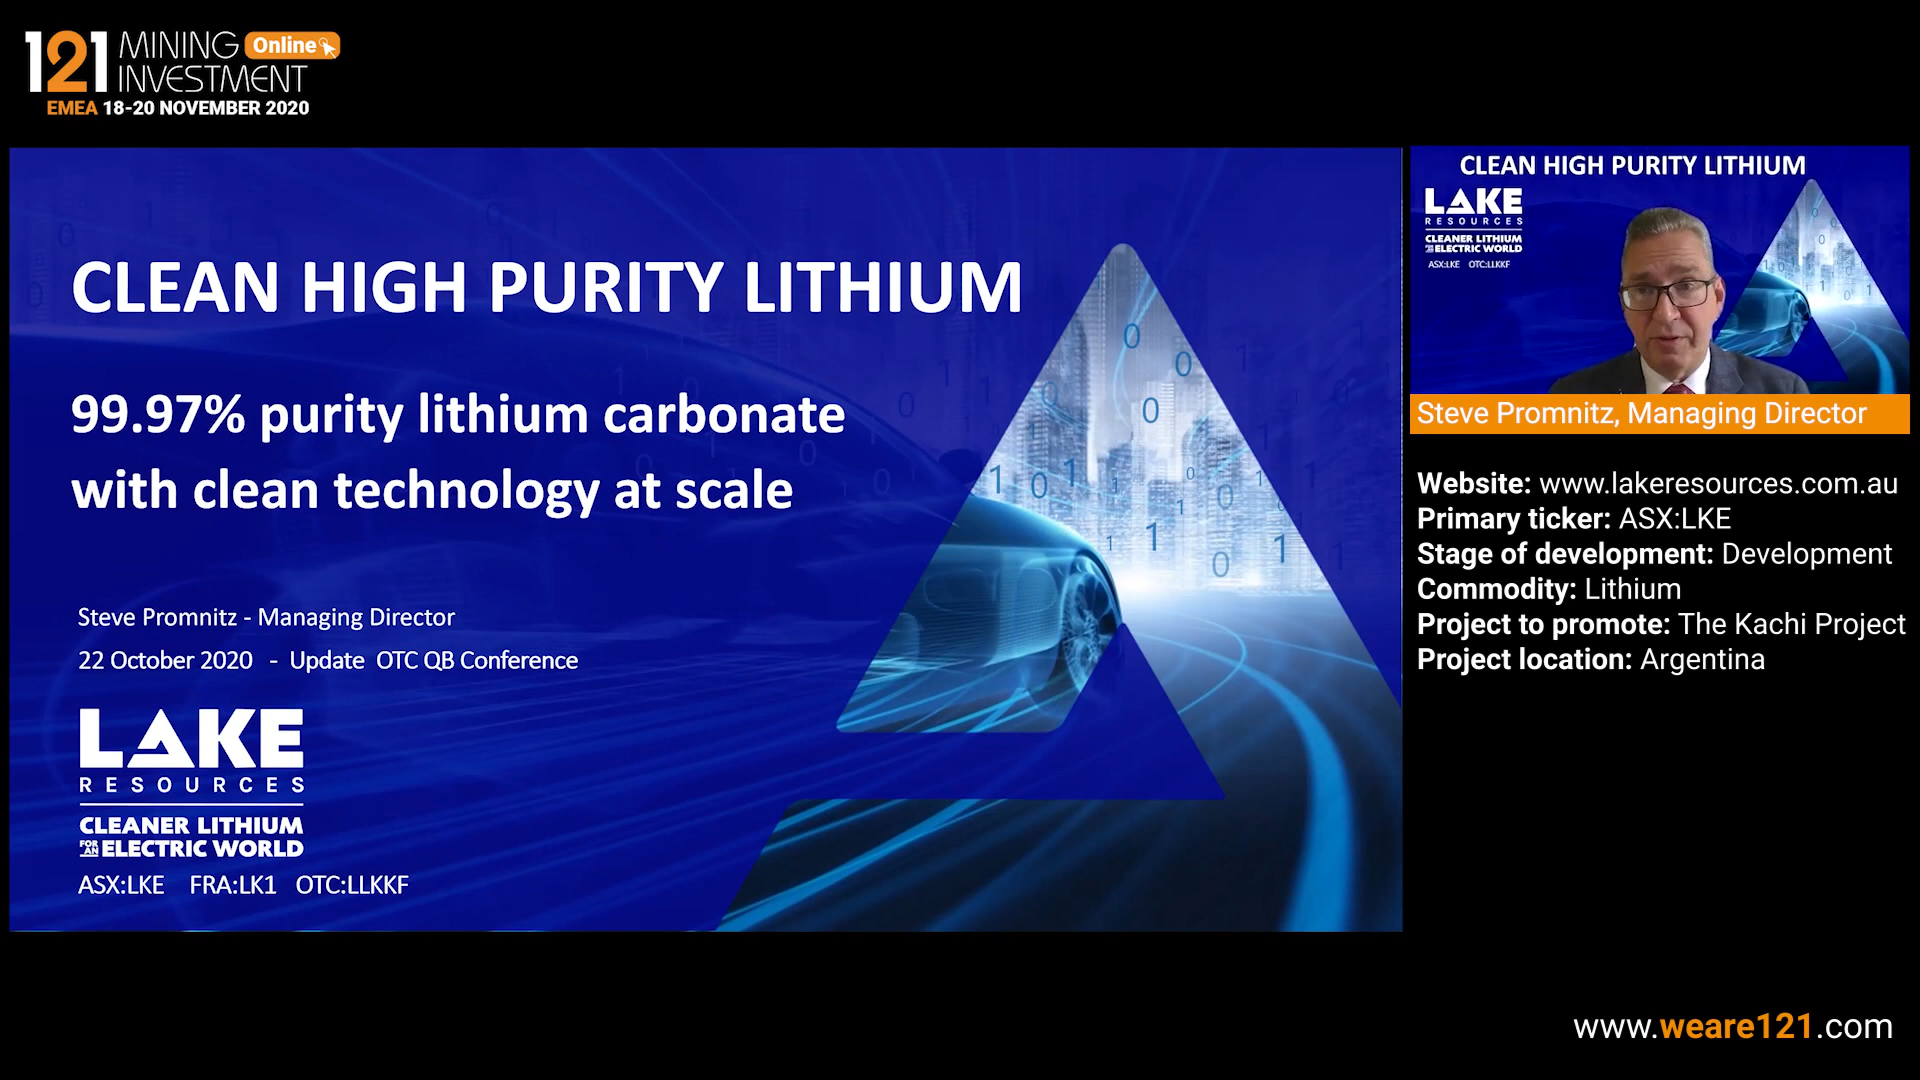 121 MINING Online
INVESTMENT
EMEA 18-20 NOVEMBER 2020
CLEAN HIGH PURITY LITHIUM
99.97% purity lithium carbonate
with clean technology at scale
Steve Promnitz - Managing Director
22 October 2020 - Update OTC QB Conference
LAKE
RESOURCES
CLEANER LITHIUM
FOR AN ELECTRIC WORLD
ASX:LKE FRA:LK1 OTC:LLKKF
CLEAN HIGH PURITY LITHIUM
LAKE
RESOURCES
CLEANER LITHIUM
FOR AN ELECTRIC WORLD
ASX:LKE OTC:LLKKF
Steve Promnitz, Managing Director
Website: www.lakeresources.com.au
Primary ticker: ASX:LKE
Stage of development: Development
Commodity: Lithium
Project to promote: The Kachi Project
Project location: Argentina
www.weare121.com